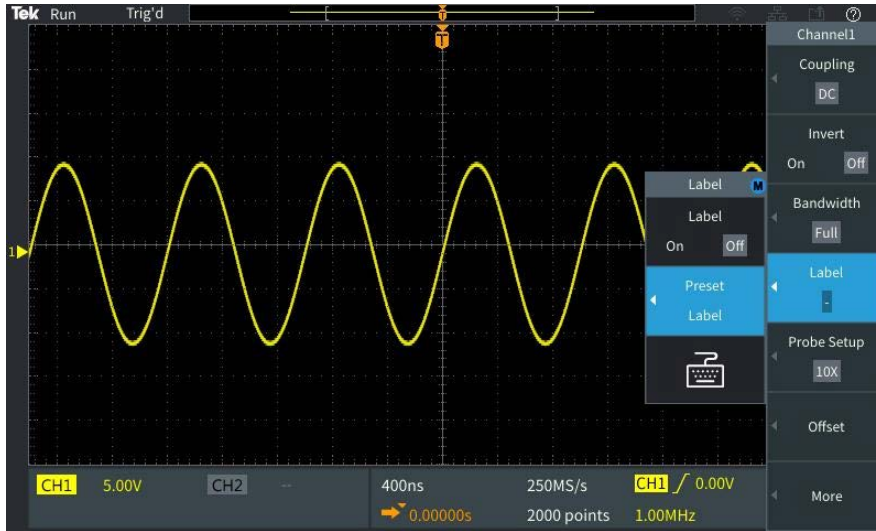 Tek Run Trig'd
T
T
Channel1
Coupling
DC
Invert
On Off
Bandwidth
Full
Label
-
Probe Setup
10X
Offset
More
Label M
Label
On Off
Preset
Label
1
CH1 5.00V CH2 -- 400ns 250MS/s CH1 0.00V
0.00000s 2000 points 1.00MHz